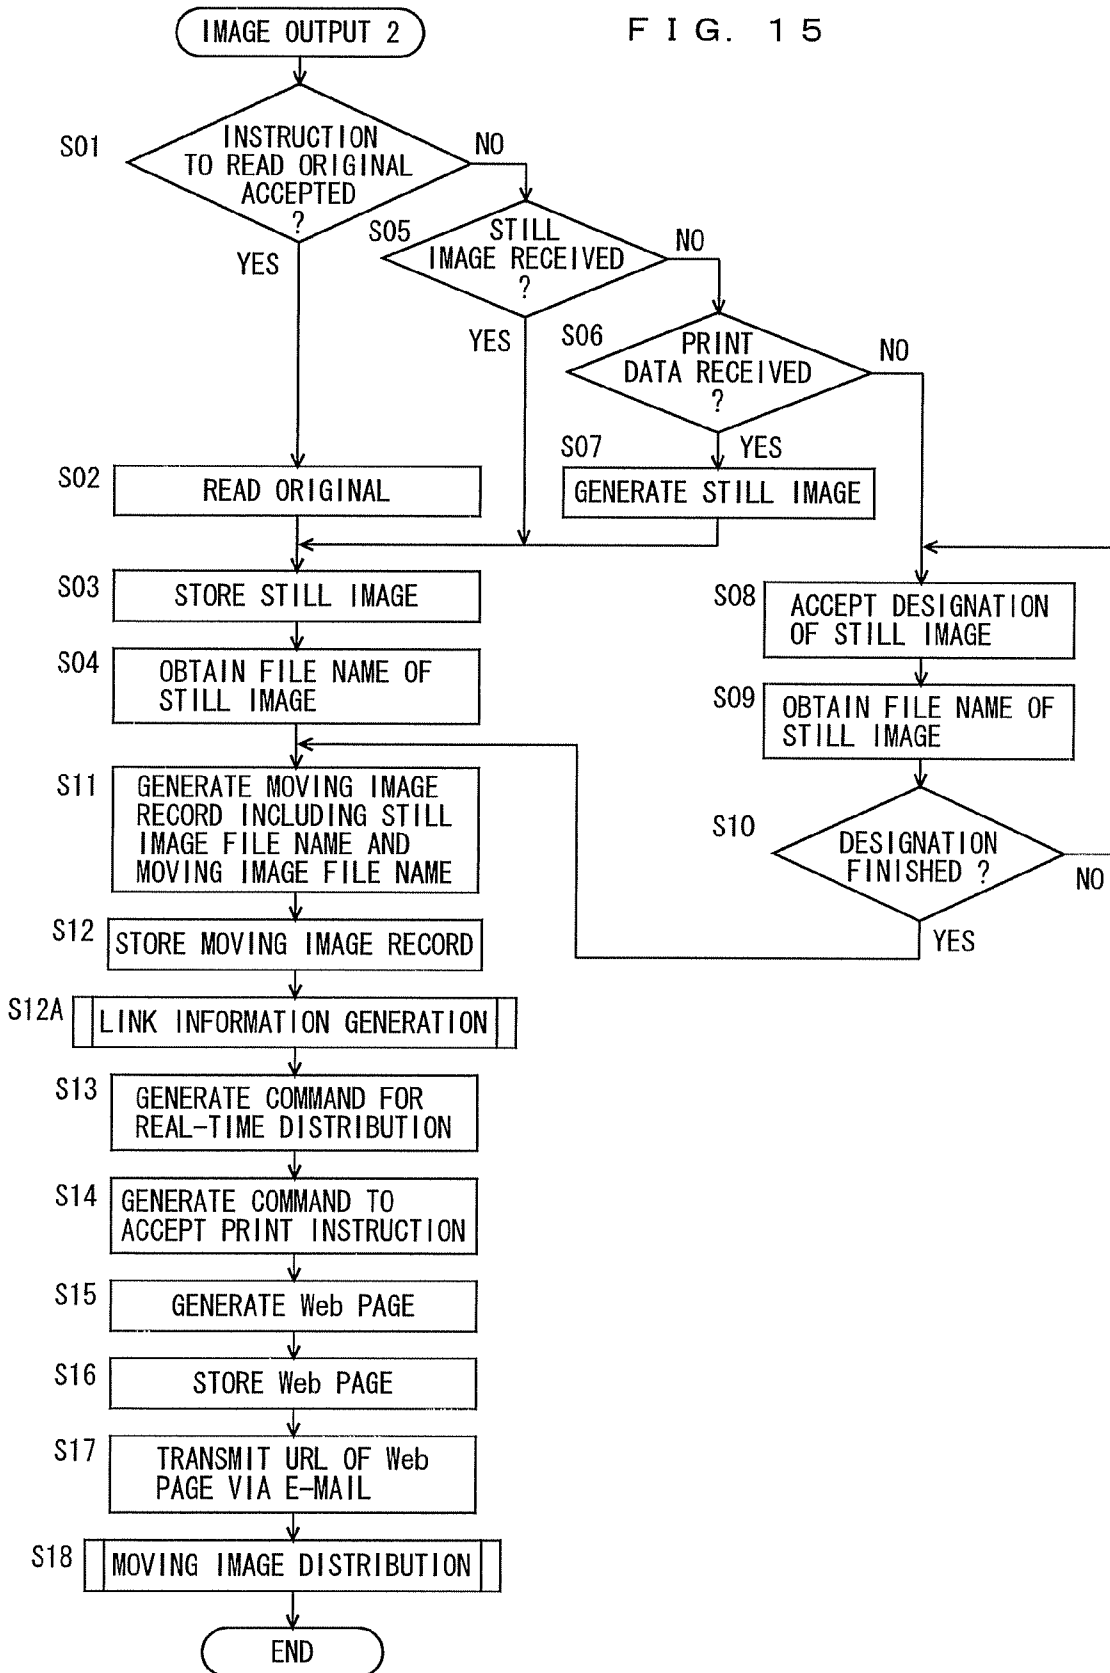 IMAGE OUTPUT 2
F I G. 1 5
S01
INSTRUCTION
TO READ ORIGINAL
ACCEPTED
?
NO
YES
S05
STILL
IMAGE RECEIVED
?
NO
YES
S06
PRINT
DATA RECEIVED
?
NO
YES
S07
GENERATE STILL IMAGE
S02
READ ORIGINAL
S03
STORE STILL IMAGE
S04
OBTAIN FILE NAME OF
STILL IMAGE
S08
ACCEPT DESIGNATION
OF STILL IMAGE
S09
OBTAIN FILE NAME OF
STILL IMAGE
S10
DESIGNATION
FINISHED ?
NO
YES
S11
GENERATE MOVING IMAGE
RECORD INCLUDING STILL
IMAGE FILE NAME AND
MOVING IMAGE FILE NAME
S12
STORE MOVING IMAGE RECORD
S12A
LINK INFORMATION GENERATION
S13
GENERATE COMMAND FOR
REAL-TIME DISTRIBUTION
S14
GENERATE COMMAND TO
ACCEPT PRINT INSTRUCTION
S15
GENERATE Web PAGE
S16
STORE Web PAGE
S17
TRANSMIT URL OF Web
PAGE VIA E-MAIL
S18
MOVING IMAGE DISTRIBUTION
END